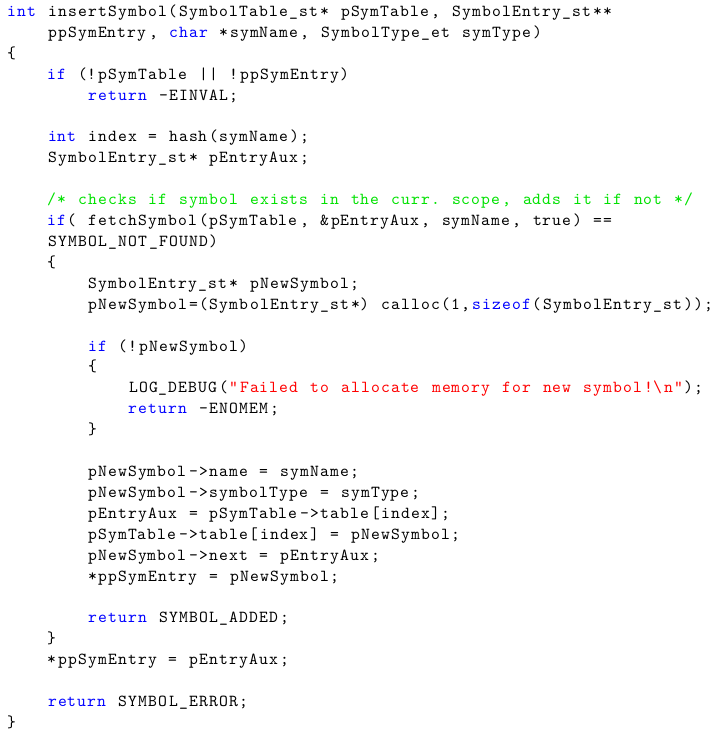 int insertSymbol(SymbolTable_st* pSymTable, SymbolEntry_st**
    ppSymEntry, char *symName, SymbolType_et symType)
{
    if (!pSymTable || !ppSymEntry)
        return -EINVAL;

    int index = hash(symName);
    SymbolEntry_st* pEntryAux;

    /* checks if symbol exists in the curr. scope, adds it if not */
    if( fetchSymbol(pSymTable, &pEntryAux, symName, true) ==
    SYMBOL_NOT_FOUND)
    {
        SymbolEntry_st* pNewSymbol;
        pNewSymbol=(SymbolEntry_st*) calloc(1,sizeof(SymbolEntry_st));

        if (!pNewSymbol)
        {
            LOG_DEBUG("Failed to allocate memory for new symbol!\n");
            return -ENOMEM;
        }

        pNewSymbol->name = symName;
        pNewSymbol->symbolType = symType;
        pEntryAux = pSymTable->table[index];
        pSymTable->table[index] = pNewSymbol;
        pNewSymbol->next = pEntryAux;
        *ppSymEntry = pNewSymbol;

        return SYMBOL_ADDED;
    }
    *ppSymEntry = pEntryAux;

    return SYMBOL_ERROR;
}